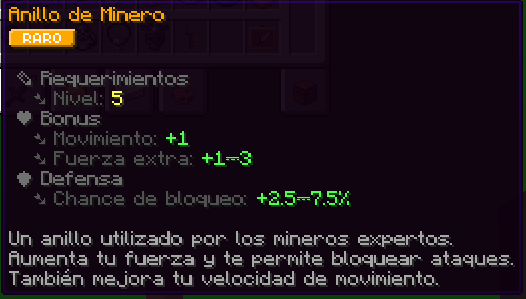 Anillo de Minero
RARO
Requerimientos
Nivel: 5
Bonus
Movimiento: +1
Fuerza extra: +1—3
Defensa
Chance de bloqueo: +2.5—7.5%
Un anillo utilizado por los mineros expertos.
Aumenta tu fuerza y te permite bloquear ataques.
También mejora tu velocidad de movimiento.